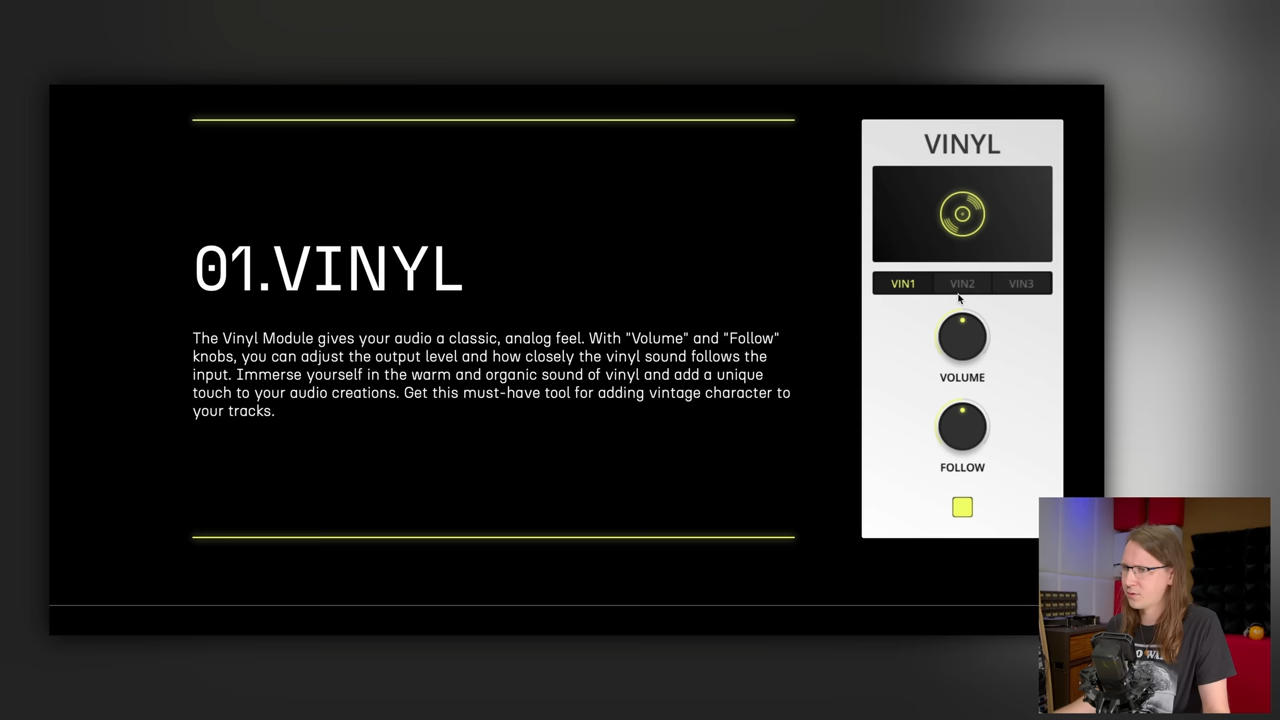 01.VINYL
The Vinyl Module gives your audio a classic, analog feel. With "Volume" and "Follow"
knobs, you can adjust the output level and how closely the vinyl sound follows the
input. Immerse yourself in the warm and organic sound of vinyl and add a unique
touch to your audio creations. Get this must-have tool for adding vintage character to
your tracks.
VINYL
VIN1 VIN2 VIN3
VOLUME
FOLLOW